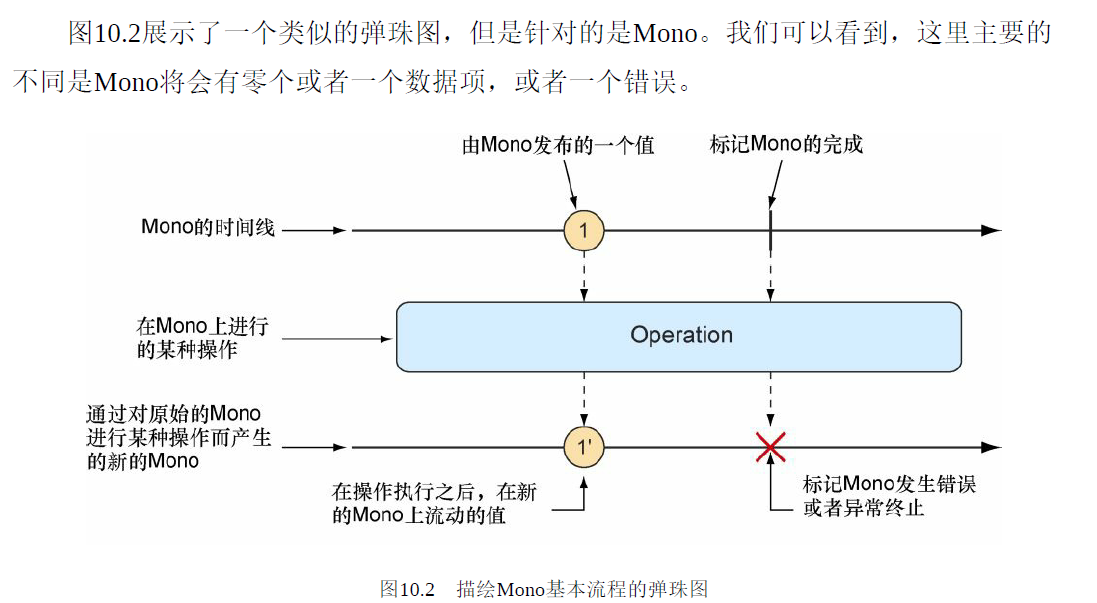 图10.2展示了一个类似的弹珠图，但是针对的是Mono。我们可以看到，这里主要的
不同是Mono将会有零个或者一个数据项，或者一个错误。
由Mono发布的一个值
标记Mono的完成
Mono的时间线
1
在Mono上进行
的某种操作
Operation
通过对原始的Mono
进行某种操作而产生
的新的Mono
1'
在操作执行之后，在新
的Mono上流动的值
标记Mono发生错误
或者异常终止
图10.2 描绘Mono基本流程的弹珠图